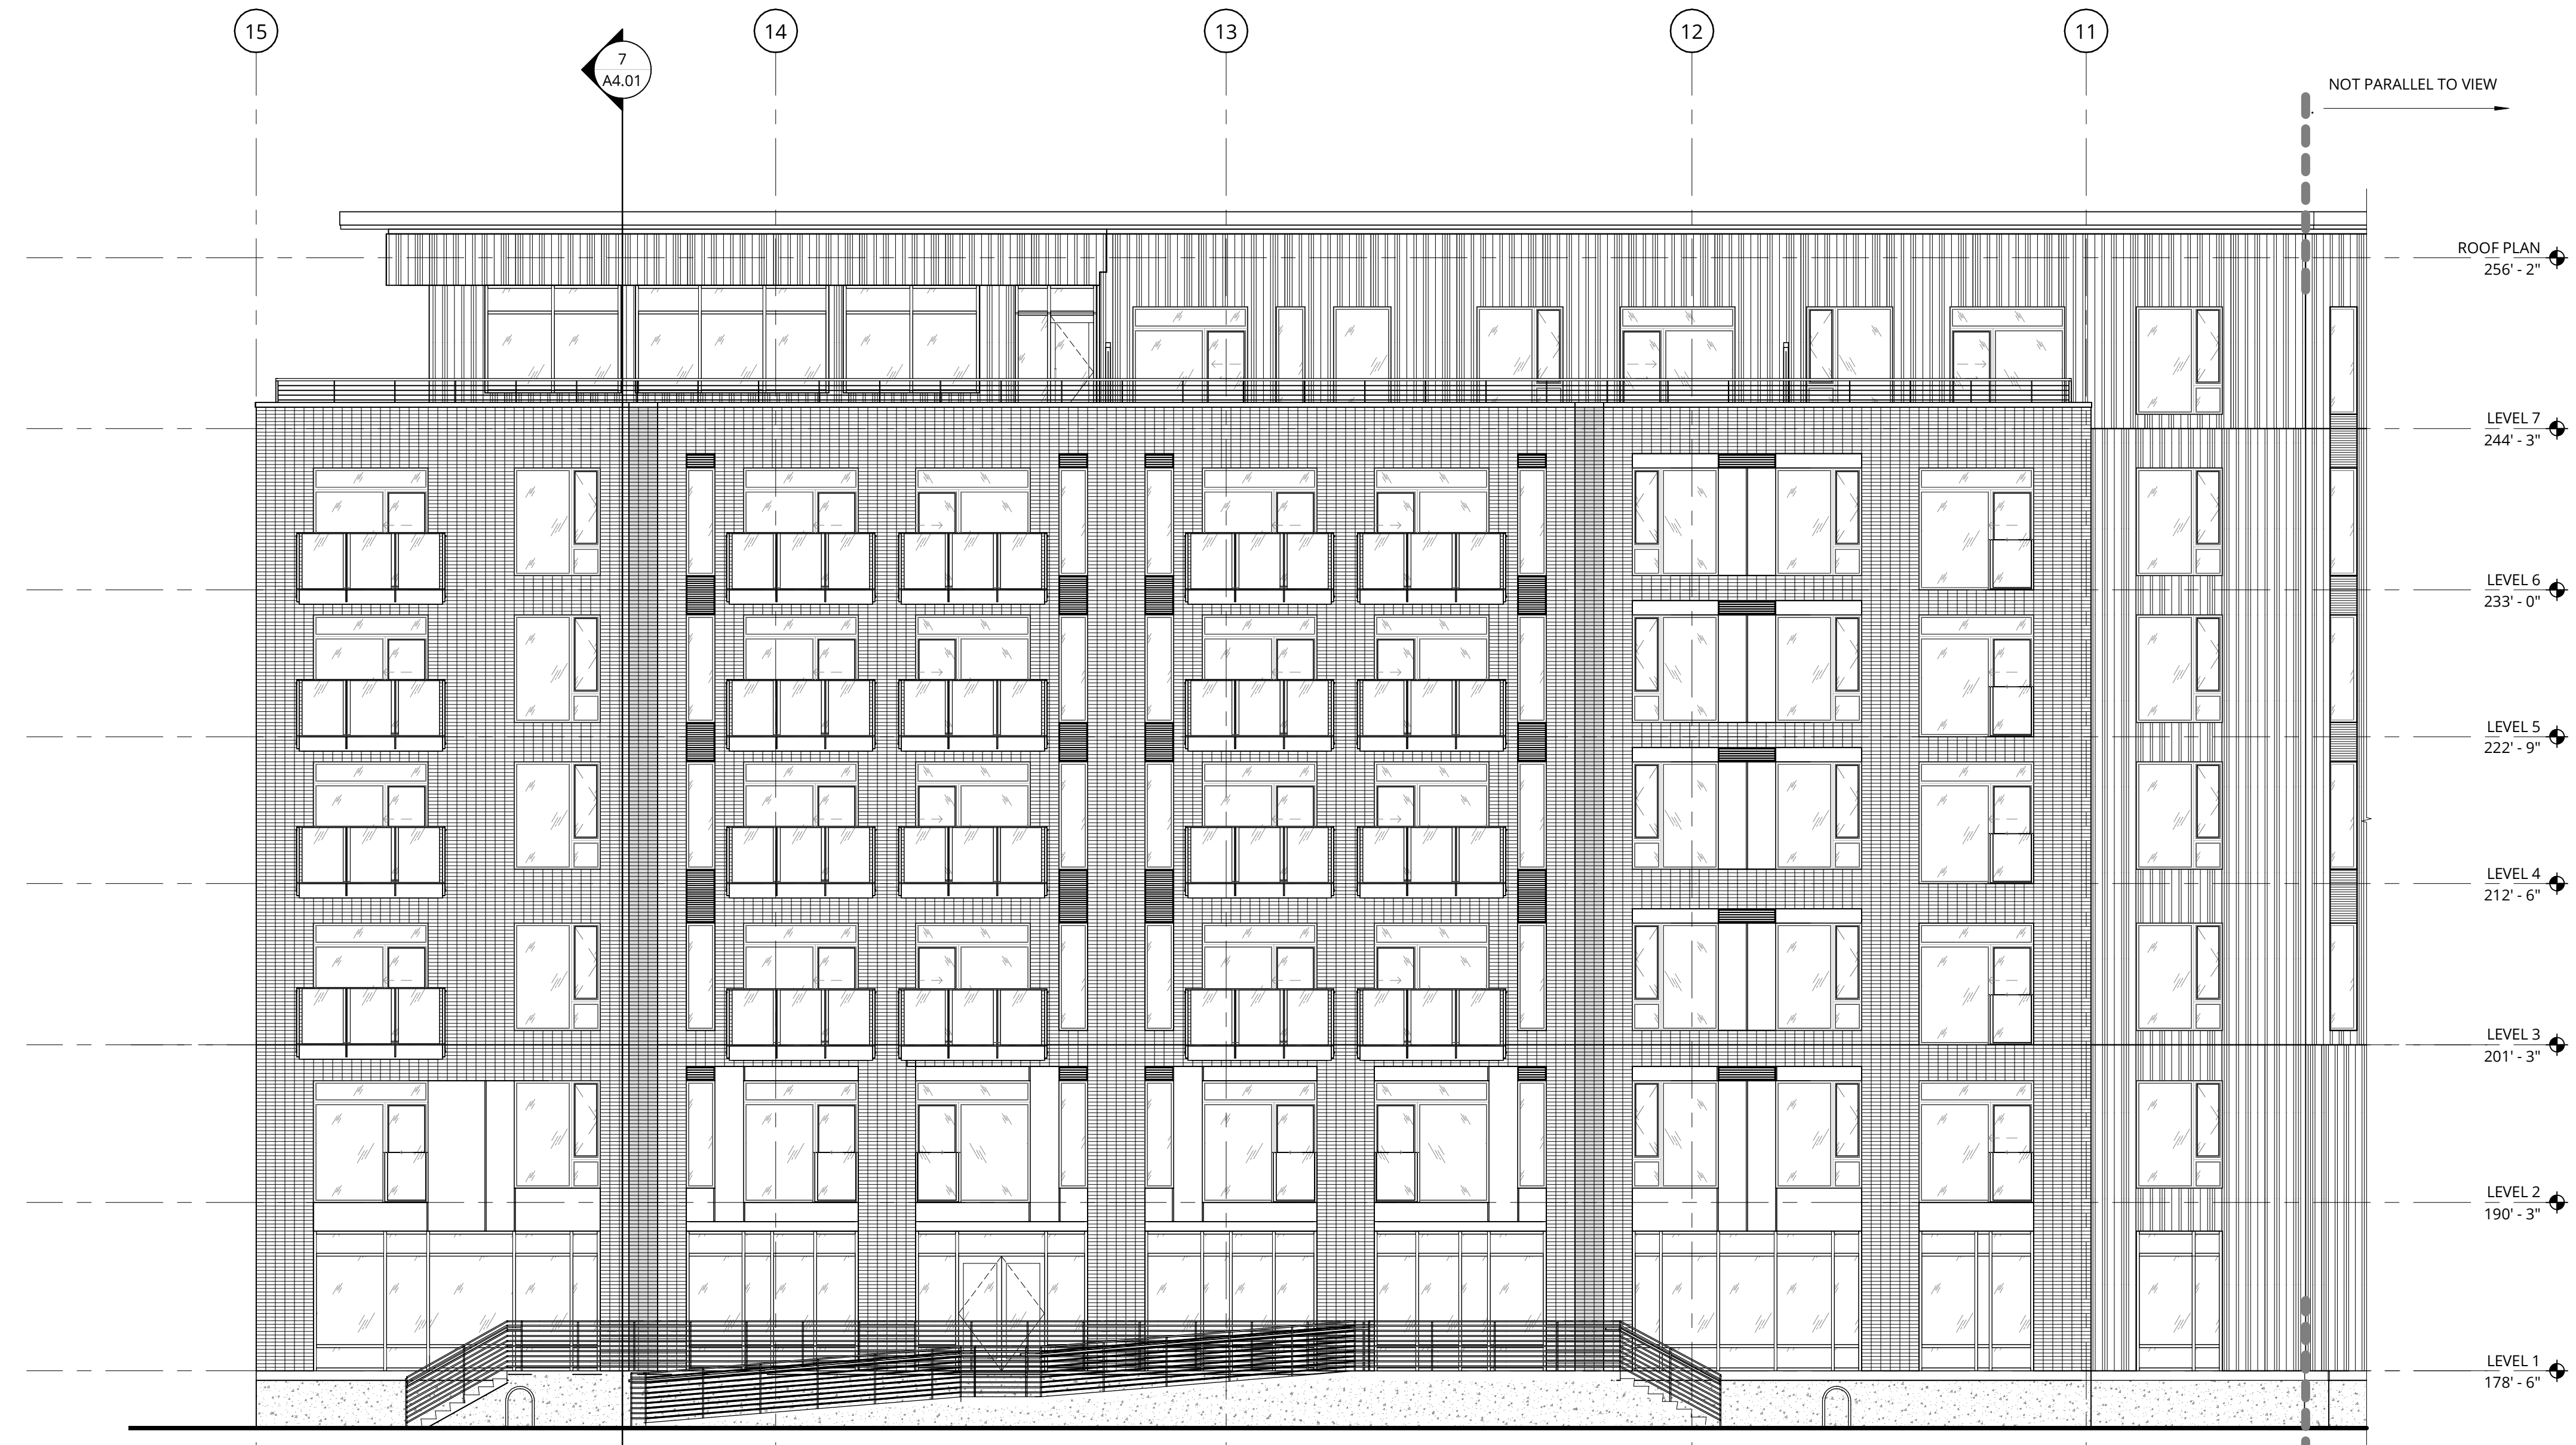 15
14
13
12
11
7
A4.01
NOT PARALLEL TO VIEW
ROOF PLAN
256' - 2"
LEVEL 7
244' - 3"
LEVEL 6
233' - 0"
LEVEL 5
222' - 9"
LEVEL 4
212' - 6"
LEVEL 3
201' - 3"
LEVEL 2
190' - 3"
LEVEL 1
178' - 6"